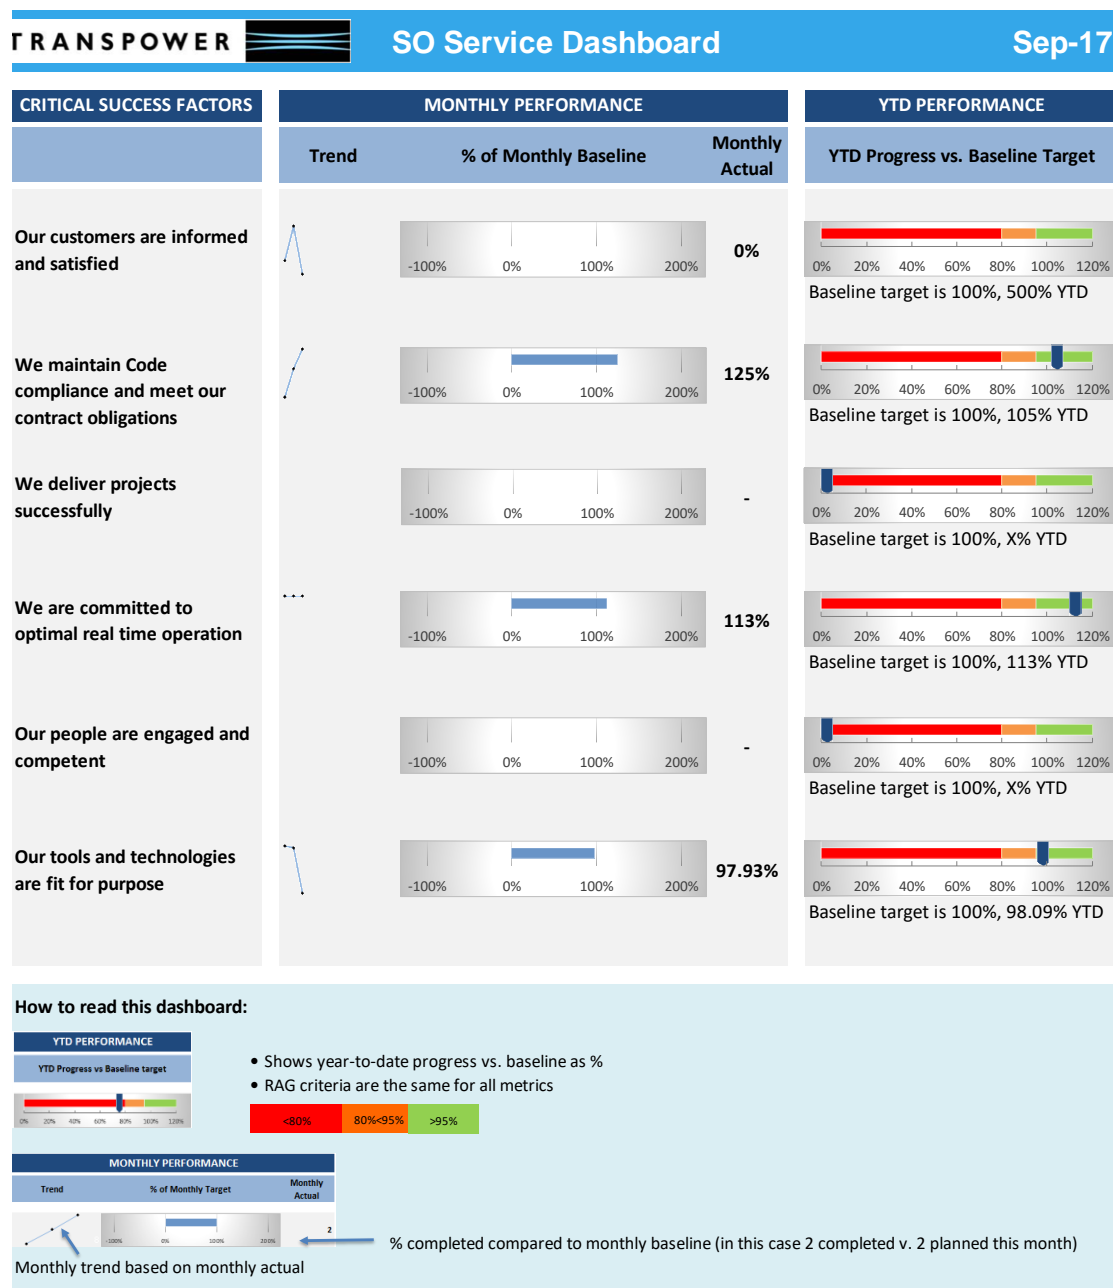 TRANSPOWER
SO Service Dashboard
Sep-17
CRITICAL SUCCESS FACTORS
MONTHLY PERFORMANCE
YTD PERFORMANCE
Trend
% of Monthly Baseline
Monthly
Actual
YTD Progress vs. Baseline Target
Our customers are informed
and satisfied
-100% 0% 100% 200%
0%
0% 20% 40% 60% 80% 100% 120%
Baseline target is 100%, 500% YTD
We maintain Code
compliance and meet our
contract obligations
-100% 0% 100% 200%
125%
0% 20% 40% 60% 80% 100% 120%
Baseline target is 100%, 105% YTD
We deliver projects
successfully
-100% 0% 100% 200%
-
0% 20% 40% 60% 80% 100% 120%
Baseline target is 100%, X% YTD
We are committed to
optimal real time operation
-100% 0% 100% 200%
113%
0% 20% 40% 60% 80% 100% 120%
Baseline target is 100%, 113% YTD
Our people are engaged and
competent
-100% 0% 100% 200%
-
0% 20% 40% 60% 80% 100% 120%
Baseline target is 100%, X% YTD
Our tools and technologies
are fit for purpose
-100% 0% 100% 200%
97.93%
0% 20% 40% 60% 80% 100% 120%
Baseline target is 100%, 98.09% YTD
How to read this dashboard:
YTD PERFORMANCE
YTD Progress vs Baseline target
0% 20% 40% 60% 80% 100% 120%
• Shows year-to-date progress vs. baseline as %
• RAG criteria are the same for all metrics
<80% 80%<95% >95%
MONTHLY PERFORMANCE
Trend
% of Monthly Target
Monthly
Actual
-100% 0% 100% 200%
2
% completed compared to monthly baseline (in this case 2 completed v. 2 planned this month)
Monthly trend based on monthly actual